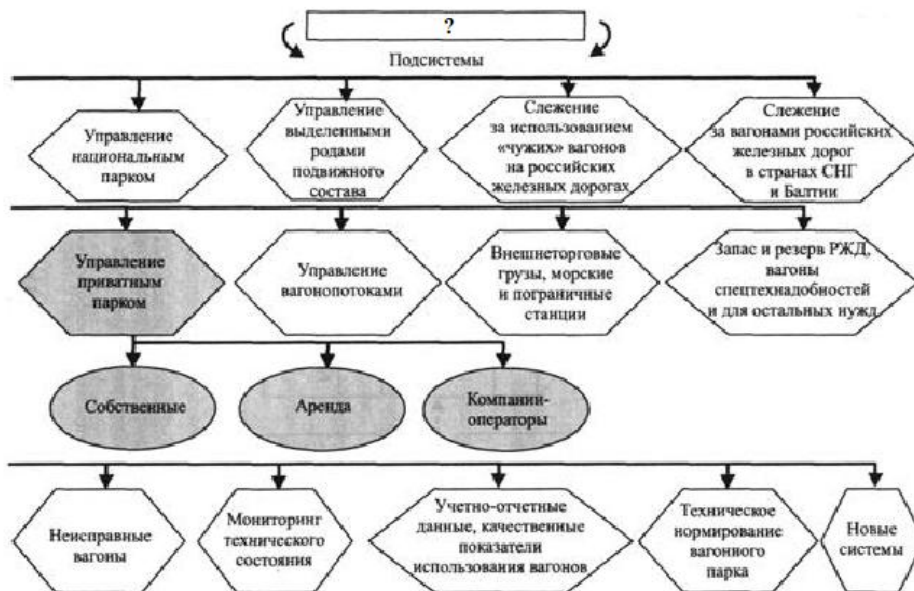 ?
Подсистемы
Управление
национальным
парком
Управление
выделенными
родами
подвижного
состава
Слежение
за использованием
«чужих» вагонов
на российских
железных дорогах
Слежение
за вагонами российских
железных дорог
в странах СНГ
и Балтии
Управление
приватным
парком
Управление
вагонопотоками
Внешнеторговые
грузы, морские
и пограничные
станции
Запас и резерв РЖД,
вагоны
спецтехнадобностей
и для остальных нужд
Собственные
Аренда
Компании-
операторы
Неисправные
вагоны
Мониторинг
технического
состояния
Учетно-отчетные
данные, качественные
показатели
использования вагонов
Техническое
нормирование
вагонного
парка
Новые
системы